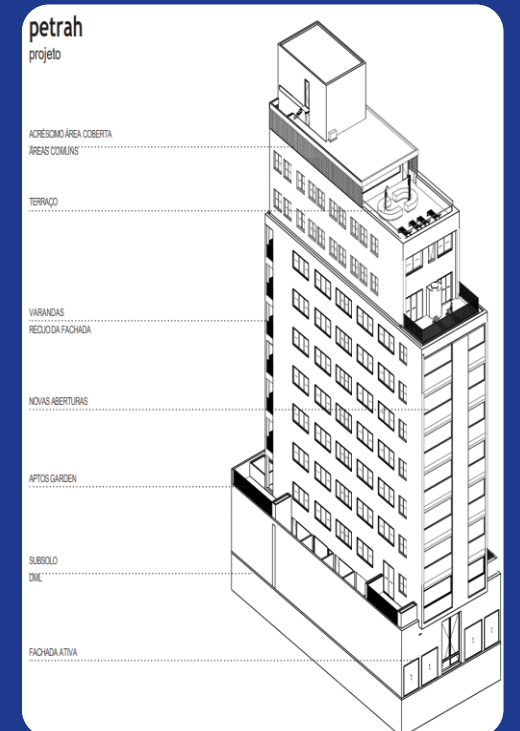 petrah
projeto
ACRÉSCIMO ÁREA COBERTA
ÁREAS COMUNS
TERRAÇO
VARANDAS
RECUO DA FACHADA
NOVAS ABERTURAS
APTOS GARDEN
SUBSOLO
DML
FACHADA ATIVA